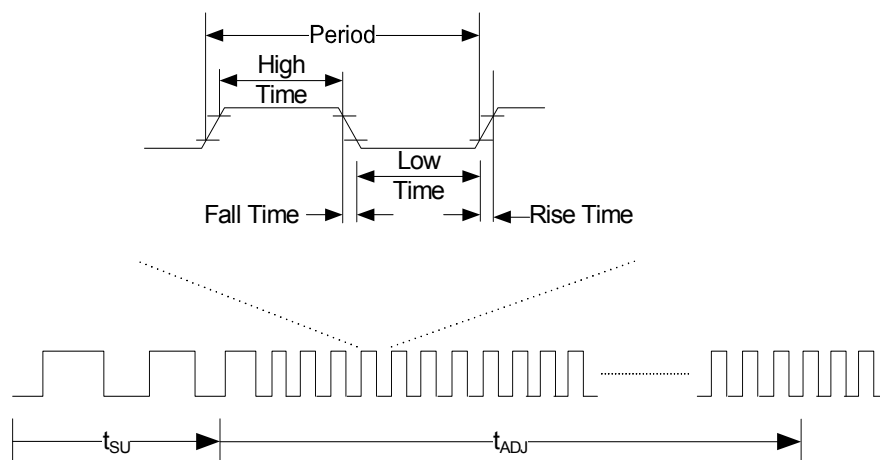 Period
High
Time
Low
Time
Fall Time
Rise Time
tSU
tADJ